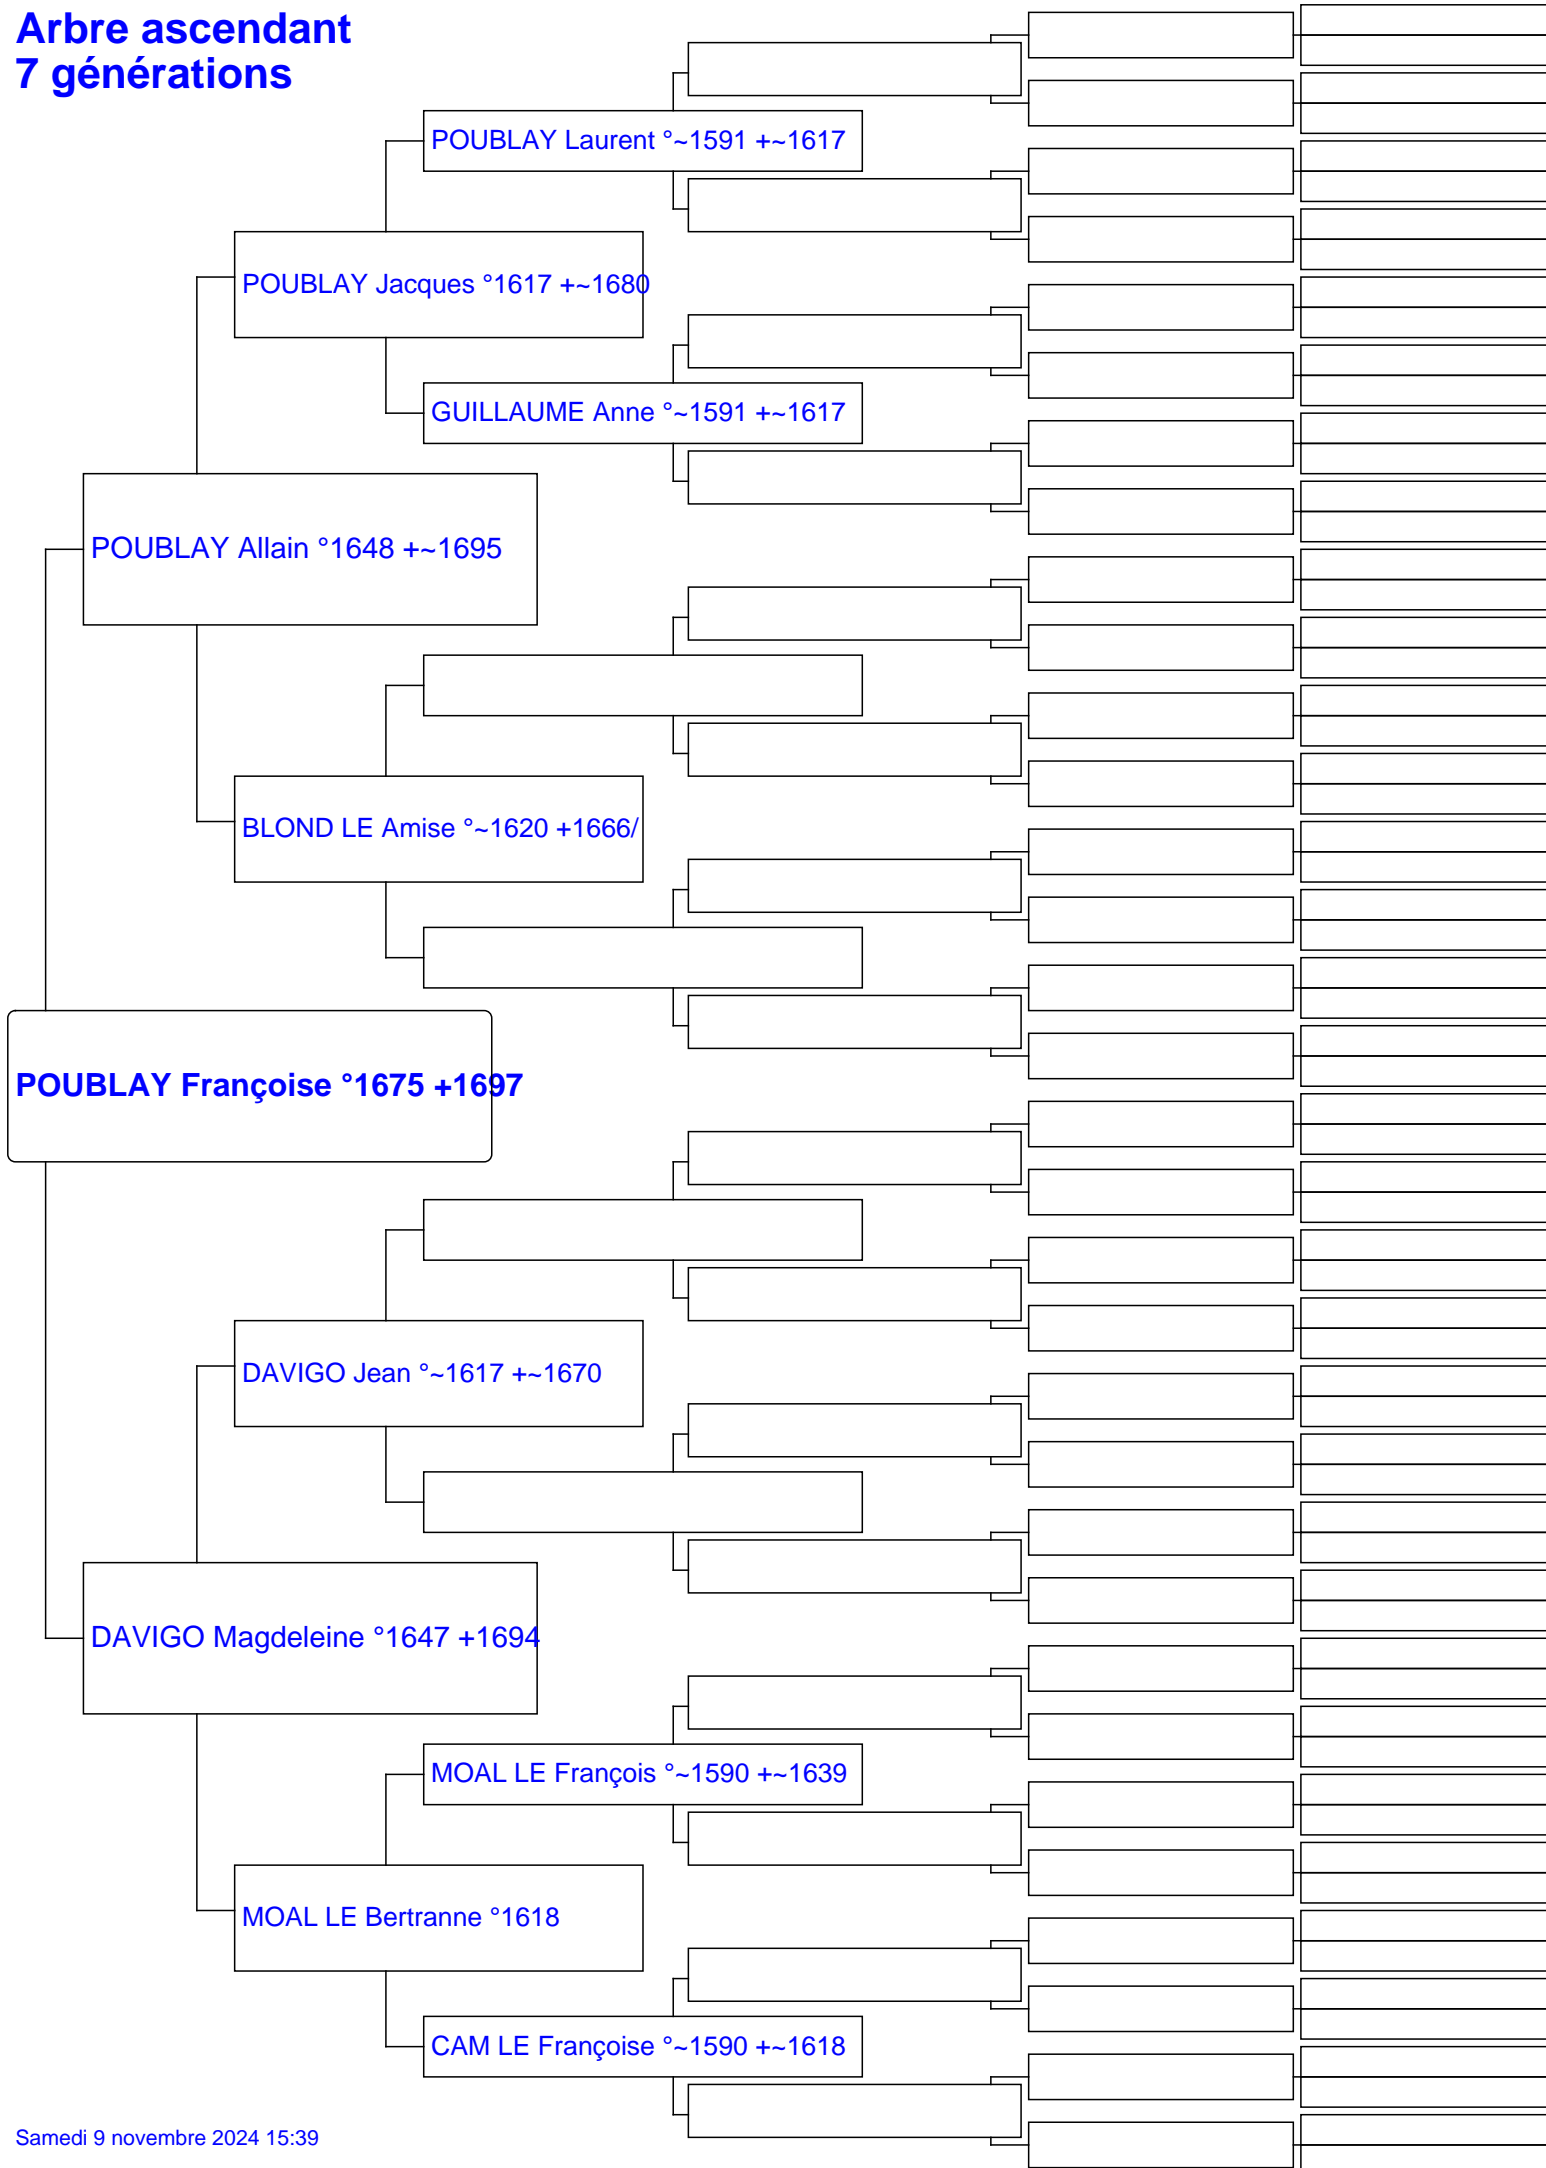 Arbre ascendant
7 générations
POUBLAY Laurent °~1591 +~1617
POUBLAY Jacques °1617 +~1680
GUILLAUME Anne °~1591 +~1617
POUBLAY Allain °1648 +~1695
BLOND LE Amise °~1620 +1666/
POUBLAY Françoise °1675 +1697
DAVIGO Jean °~1617 +~1670
DAVIGO Magdeleine °1647 +1694
MOAL LE François °~1590 +~1639
MOAL LE Bertranne °1618
CAM LE Françoise °~1590 +~1618
Samedi 9 novembre 2024 15:39